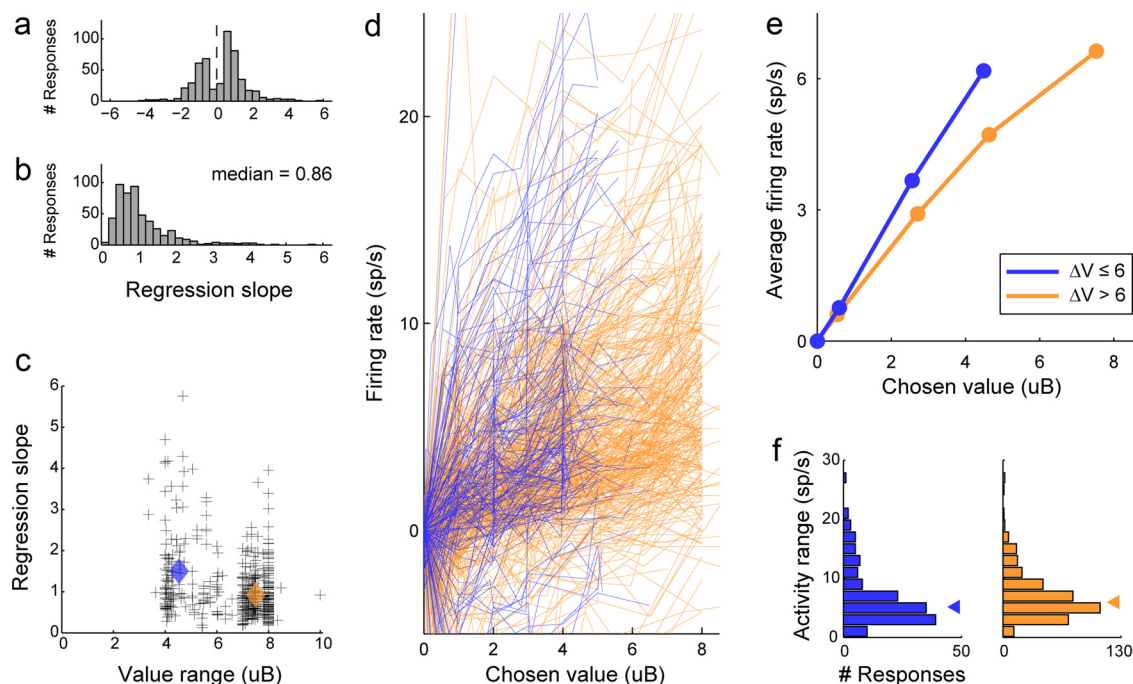 a
# Responses
100
50
0
−6 −4 −2 0 2 4 6
b
# Responses
100
50
0
median = 0.86
0 1 2 3 4 5 6
Regression slope
c
Regression slope
6
5
4
3
2
1
0
0 2 4 6 8 10
Value range (uB)
d
Firing rate (sp/s)
20
10
0
0 2 4 6 8
Chosen value (uB)
e
Average firing rate (sp/s)
6
3
0
ΔV ≤ 6
ΔV > 6
0 2 4 6 8
Chosen value (uB)
f
Activity range (sp/s)
30
20
10
0
0 50
0 130
# Responses